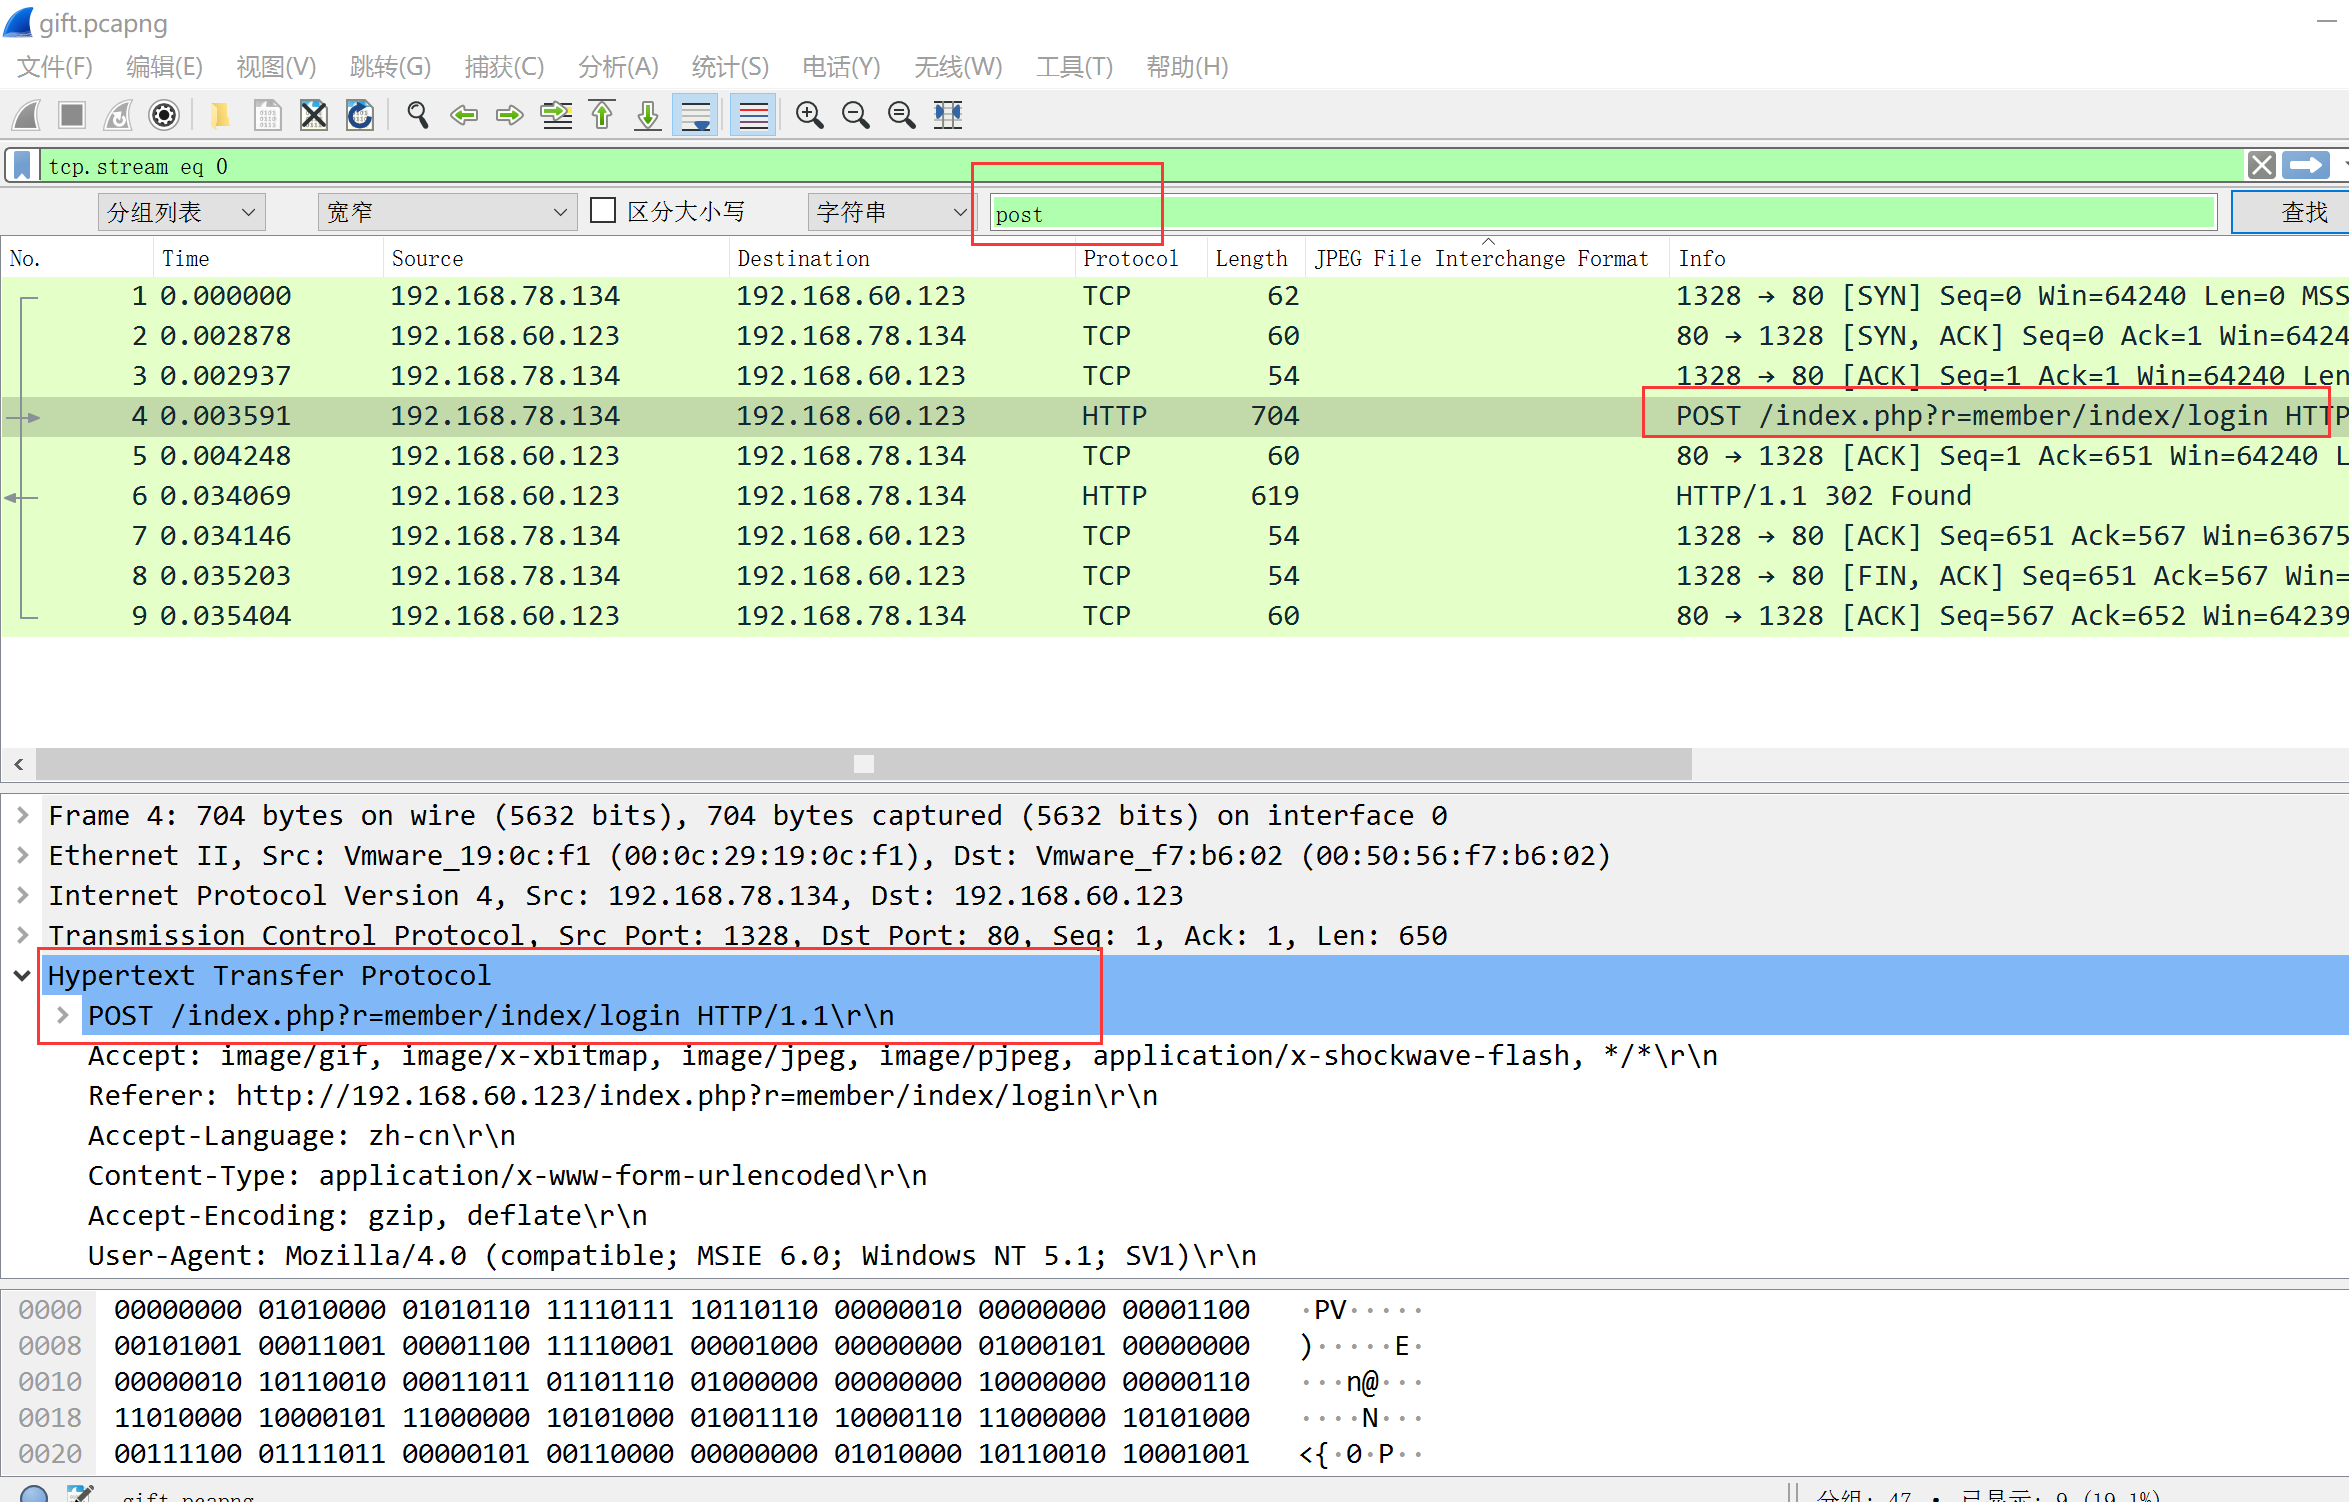 gift.pcapng
文件(F) 编辑(E) 视图(V) 跳转(G) 捕获(C) 分析(A) 统计(S) 电话(Y) 无线(W) 工具(T) 帮助(H)
tcp.stream eq 0
分组列表 宽窄 区分大小写 字符串 post 查找
No. Time Source Destination Protocol Length JPEG File Interchange Format Info
1 0.000000 192.168.78.134 192.168.60.123 TCP 62 1328 → 80 [SYN] Seq=0 Win=64240 Len=0 MSS
2 0.002878 192.168.60.123 192.168.78.134 TCP 60 80 → 1328 [SYN, ACK] Seq=0 Ack=1 Win=6424
3 0.002937 192.168.78.134 192.168.60.123 TCP 54 1328 → 80 [ACK] Seq=1 Ack=1 Win=64240 Len
4 0.003591 192.168.78.134 192.168.60.123 HTTP 704 POST /index.php?r=member/index/login HTTP
5 0.004248 192.168.60.123 192.168.78.134 TCP 60 80 → 1328 [ACK] Seq=1 Ack=651 Win=64240 L
6 0.034069 192.168.60.123 192.168.78.134 HTTP 619 HTTP/1.1 302 Found
7 0.034146 192.168.78.134 192.168.60.123 TCP 54 1328 → 80 [ACK] Seq=651 Ack=567 Win=63675
8 0.035203 192.168.78.134 192.168.60.123 TCP 54 1328 → 80 [FIN, ACK] Seq=651 Ack=567 Win=
9 0.035404 192.168.60.123 192.168.78.134 TCP 60 80 → 1328 [ACK] Seq=567 Ack=652 Win=64239
Frame 4: 704 bytes on wire (5632 bits), 704 bytes captured (5632 bits) on interface 0
Ethernet II, Src: Vmware_19:0c:f1 (00:0c:29:19:0c:f1), Dst: Vmware_f7:b6:02 (00:50:56:f7:b6:02)
Internet Protocol Version 4, Src: 192.168.78.134, Dst: 192.168.60.123
Transmission Control Protocol, Src Port: 1328, Dst Port: 80, Seq: 1, Ack: 1, Len: 650
Hypertext Transfer Protocol
POST /index.php?r=member/index/login HTTP/1.1\r\n
Accept: image/gif, image/x-xbitmap, image/jpeg, image/pjpeg, application/x-shockwave-flash, */*\r\n
Referer: http://192.168.60.123/index.php?r=member/index/login\r\n
Accept-Language: zh-cn\r\n
Content-Type: application/x-www-form-urlencoded\r\n
Accept-Encoding: gzip, deflate\r\n
User-Agent: Mozilla/4.0 (compatible; MSIE 6.0; Windows NT 5.1; SV1)\r\n
0000 00000000 01010000 01010110 11110111 10110110 00000010 00000000 00001100 ·PV·····
0008 00101001 00011001 00001100 11110001 00001000 00000000 01000101 00000000 )·····E·
0010 00000010 10110010 00011011 01101110 01000000 00000000 10000000 00000110 ···n@···
0018 11010000 10000101 11000000 10101000 01001110 10000110 11000000 10101000 ····N···
0020 00111100 01111011 00000101 00110000 00000000 01010000 10110010 10001001 <{·0·P··
gift.pcapng 分组: 47 · 已显示: 9 (19.1%)